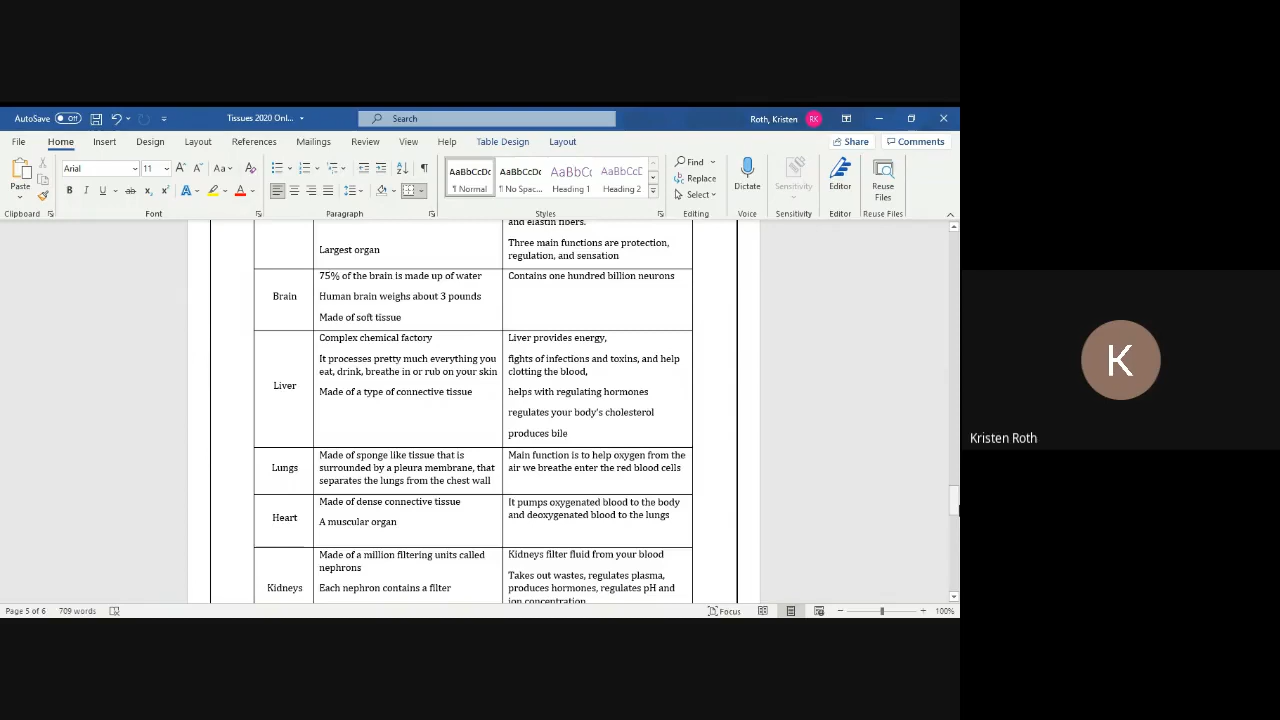 AutoSave Off Tissues 2020 Onl... Search Roth, Kristen RK
File Home Insert Design Layout References Mailings Review View Help Table Design Layout Share Comments
Paste Arial 11 A A Aa AaBbCcDc AaBbCcDc AaBbCc AaBbCcD Find Replace Select Dictate Sensitivity Editor Reuse Files
B I U ab x₂ x² A A ¶ Normal ¶ No Spac... Heading 1 Heading 2
Clipboard Font Paragraph Styles Editing Voice Sensitivity Editor Reuse Files
and elastin fibers.
Largest organ
Three main functions are protection,
regulation, and sensation
Brain
75% of the brain is made up of water
Human brain weighs about 3 pounds
Made of soft tissue
Contains one hundred billion neurons
Liver
Complex chemical factory
It processes pretty much everything you
eat, drink, breathe in or rub on your skin
Made of a type of connective tissue
Liver provides energy,
fights of infections and toxins, and help
clotting the blood,
helps with regulating hormones
regulates your body's cholesterol
produces bile
Lungs
Made of sponge like tissue that is
surrounded by a pleura membrane, that
separates the lungs from the chest wall
Main function is to help oxygen from the
air we breathe enter the red blood cells
Heart
Made of dense connective tissue
A muscular organ
It pumps oxygenated blood to the body
and deoxygenated blood to the lungs
Kidneys
Made of a million filtering units called
nephrons
Each nephron contains a filter
Kidneys filter fluid from your blood
Takes out wastes, regulates plasma,
produces hormones, regulates pH and
ion concentration
Page 5 of 6 709 words Focus 100%
K
Kristen Roth